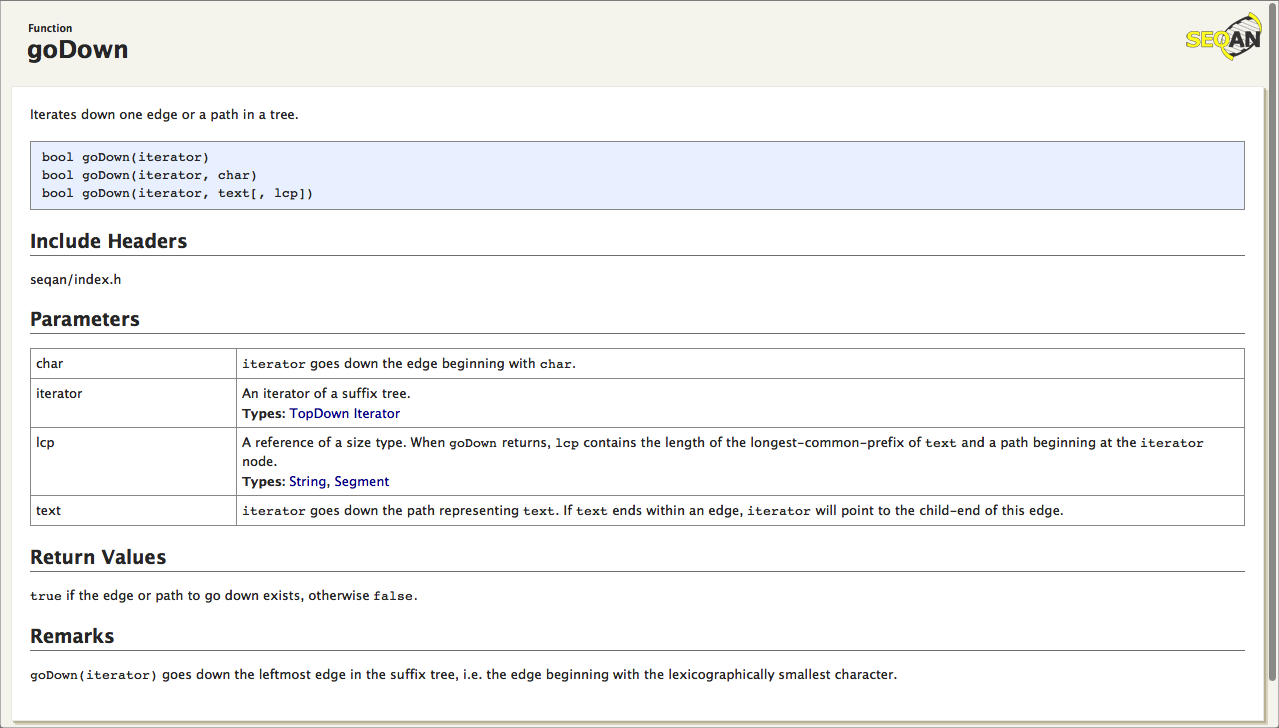 Function
goDown
SEQAN
Iterates down one edge or a path in a tree.
bool goDown(iterator)
bool goDown(iterator, char)
bool goDown(iterator, text[, lcp])
Include Headers
seqan/index.h
Parameters
char iterator goes down the edge beginning with char.
iterator An iterator of a suffix tree.
Types: TopDown Iterator
lcp A reference of a size type. When goDown returns, lcp contains the length of the longest-common-prefix of text and a path beginning at the iterator
node.
Types: String, Segment
text iterator goes down the path representing text. If text ends within an edge, iterator will point to the child-end of this edge.
Return Values
true if the edge or path to go down exists, otherwise false.
Remarks
goDown(iterator) goes down the leftmost edge in the suffix tree, i.e. the edge beginning with the lexicographically smallest character.